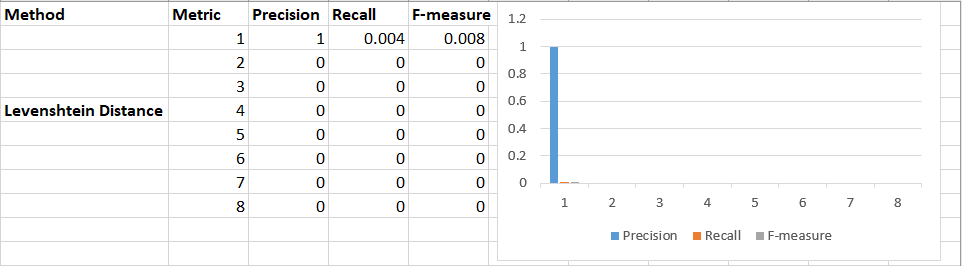 Method Metric Precision Recall F-measure
1 1 0.004 0.008
2 0 0 0
3 0 0 0
Levenshtein Distance 4 0 0 0
5 0 0 0
6 0 0 0
7 0 0 0
8 0 0 0
1.2
1
0.8
0.6
0.4
0.2
0
1 2 3 4 5 6 7 8
Precision Recall F-measure